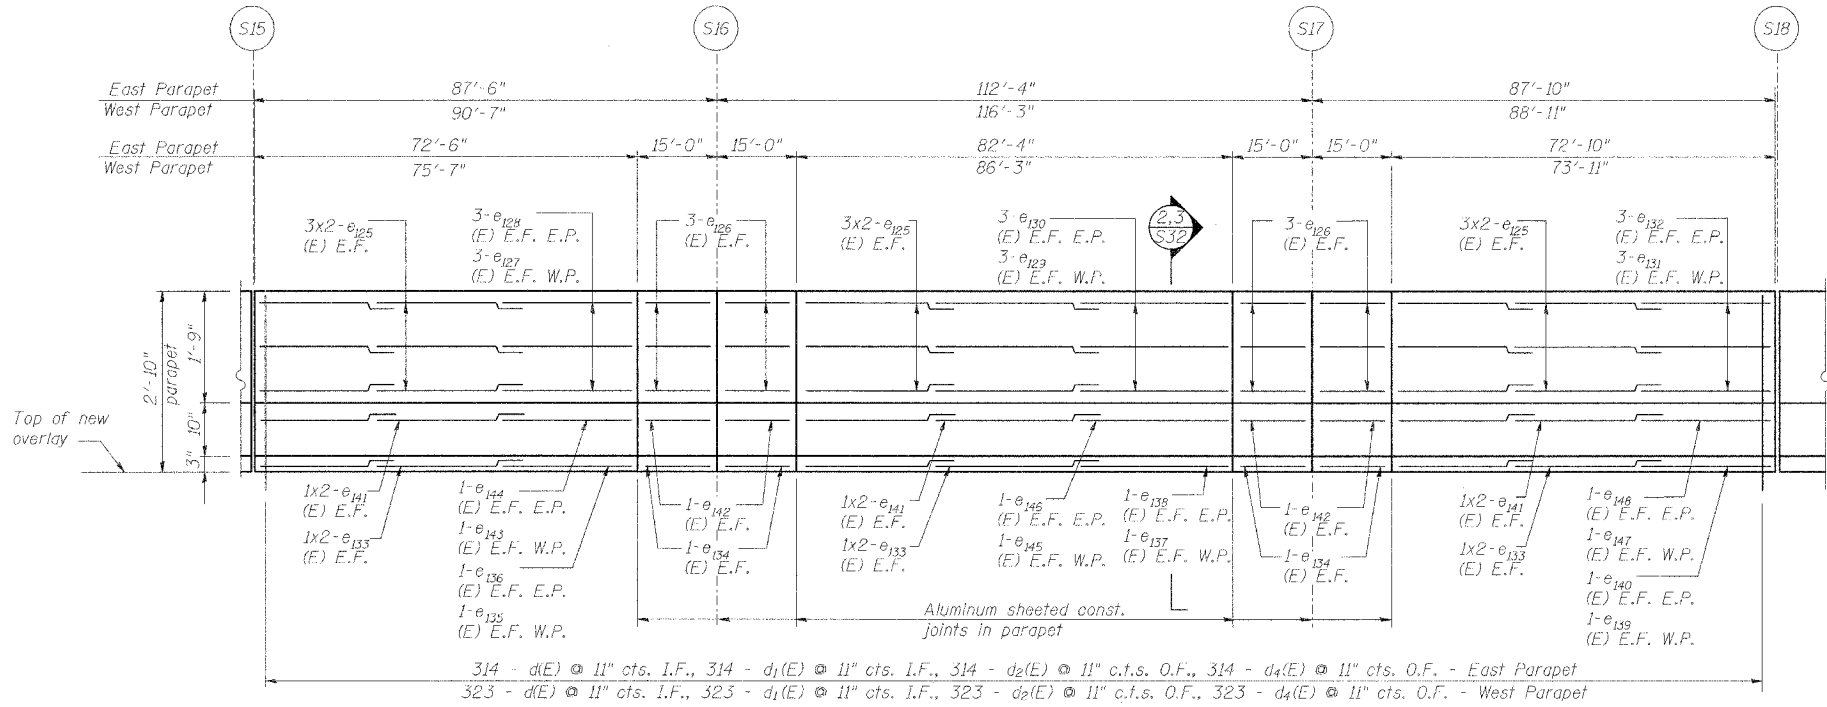 S15
S16
S17
S18
East Parapet
87'-6"
112'-4"
87'-10"
West Parapet
90'-7"
116'-3"
88'-11"
East Parapet
72'-6"
15'-0"
15'-0"
82'-4"
15'-0"
15'-0"
72'-10"
West Parapet
75'-7"
86'-3"
73'-11"
3x2-e125
(E) E.F.
3-e128
(E) E.F. E.P.
3-e127
(E) E.F. W.P.
3-e126
(E) E.F.
3x2-e125
(E) E.F.
3-e130
(E) E.F. E.P.
3-e129
(E) E.F. W.P.
2,3
S32
3-e126
(E) E.F.
3x2-e125
(E) E.F.
3-e132
(E) E.F. E.P.
3-e131
(E) E.F. W.P.
2'-10"
parapet
1'-9"
10"
3"
Top of new
overlay
1x2-e141
(E) E.F.
1x2-e133
(E) E.F.
1-e144
(E) E.F. E.P.
1-e143
(E) E.F. W.P.
1-e136
(E) E.F. E.P.
1-e135
(E) E.F. W.P.
1-e142
(E) E.F.
1-e134
(E) E.F.
1x2-e141
(E) E.F.
1x2-e133
(E) E.F.
1-e146
(E) E.F. E.P.
1-e145
(E) E.F. W.P.
1-e138
(E) E.F. E.P.
1-e137
(E) E.F. W.P.
1-e142
(E) E.F.
1-e134
(E) E.F.
1x2-e141
(E) E.F.
1x2-e133
(E) E.F.
1-e148
(E) E.F. E.P.
1-e147
(E) E.F. W.P.
1-e140
(E) E.F. E.P.
1-e139
(E) E.F. W.P.
Aluminum sheeted const.
joints in parapet
314 - d(E) @ 11" cts. I.F., 314 - d1(E) @ 11" cts. I.F., 314 - d2(E) @ 11" c.t.s. O.F., 314 - d4(E) @ 11" cts. O.F. - East Parapet
323 - d(E) @ 11" cts. I.F., 323 - d1(E) @ 11" cts. I.F., 323 - d2(E) @ 11" c.t.s. O.F., 323 - d4(E) @ 11" cts. O.F. - West Parapet